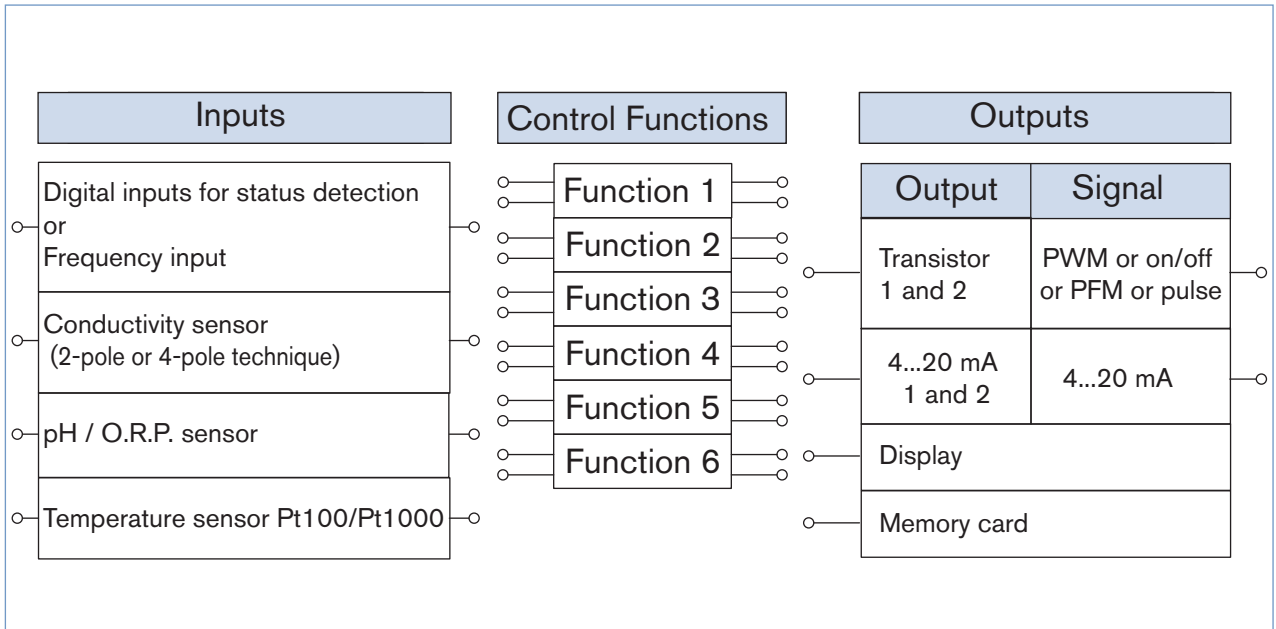 Inputs
Digital inputs for status detection
or
Frequency input
Conductivity sensor
(2-pole or 4-pole technique)
pH / O.R.P. sensor
Temperature sensor Pt100/Pt1000
Control Functions
Function 1
Function 2
Function 3
Function 4
Function 5
Function 6
Outputs
Output Signal
Transistor
1 and 2
PWM or on/off
or PFM or pulse
4...20 mA
1 and 2
4...20 mA
Display
Memory card